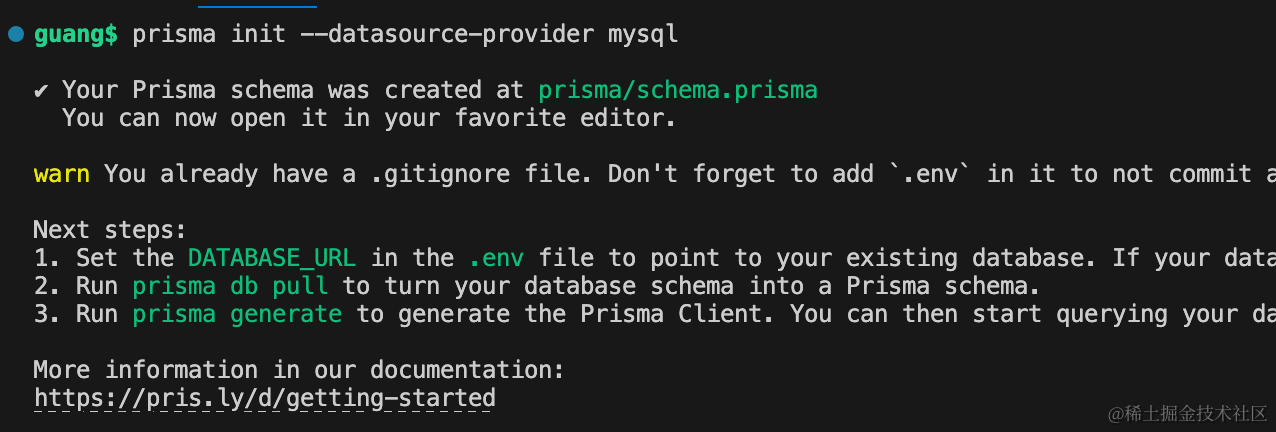 guang$ prisma init --datasource-provider mysql
✔ Your Prisma schema was created at prisma/schema.prisma
You can now open it in your favorite editor.
warn You already have a .gitignore file. Don't forget to add `.env` in it to not commit a
Next steps:
1. Set the DATABASE_URL in the .env file to point to your existing database. If your data
2. Run prisma db pull to turn your database schema into a Prisma schema.
3. Run prisma generate to generate the Prisma Client. You can then start querying your da
More information in our documentation:
https://pris.ly/d/getting-started
@稀土掘金技术社区